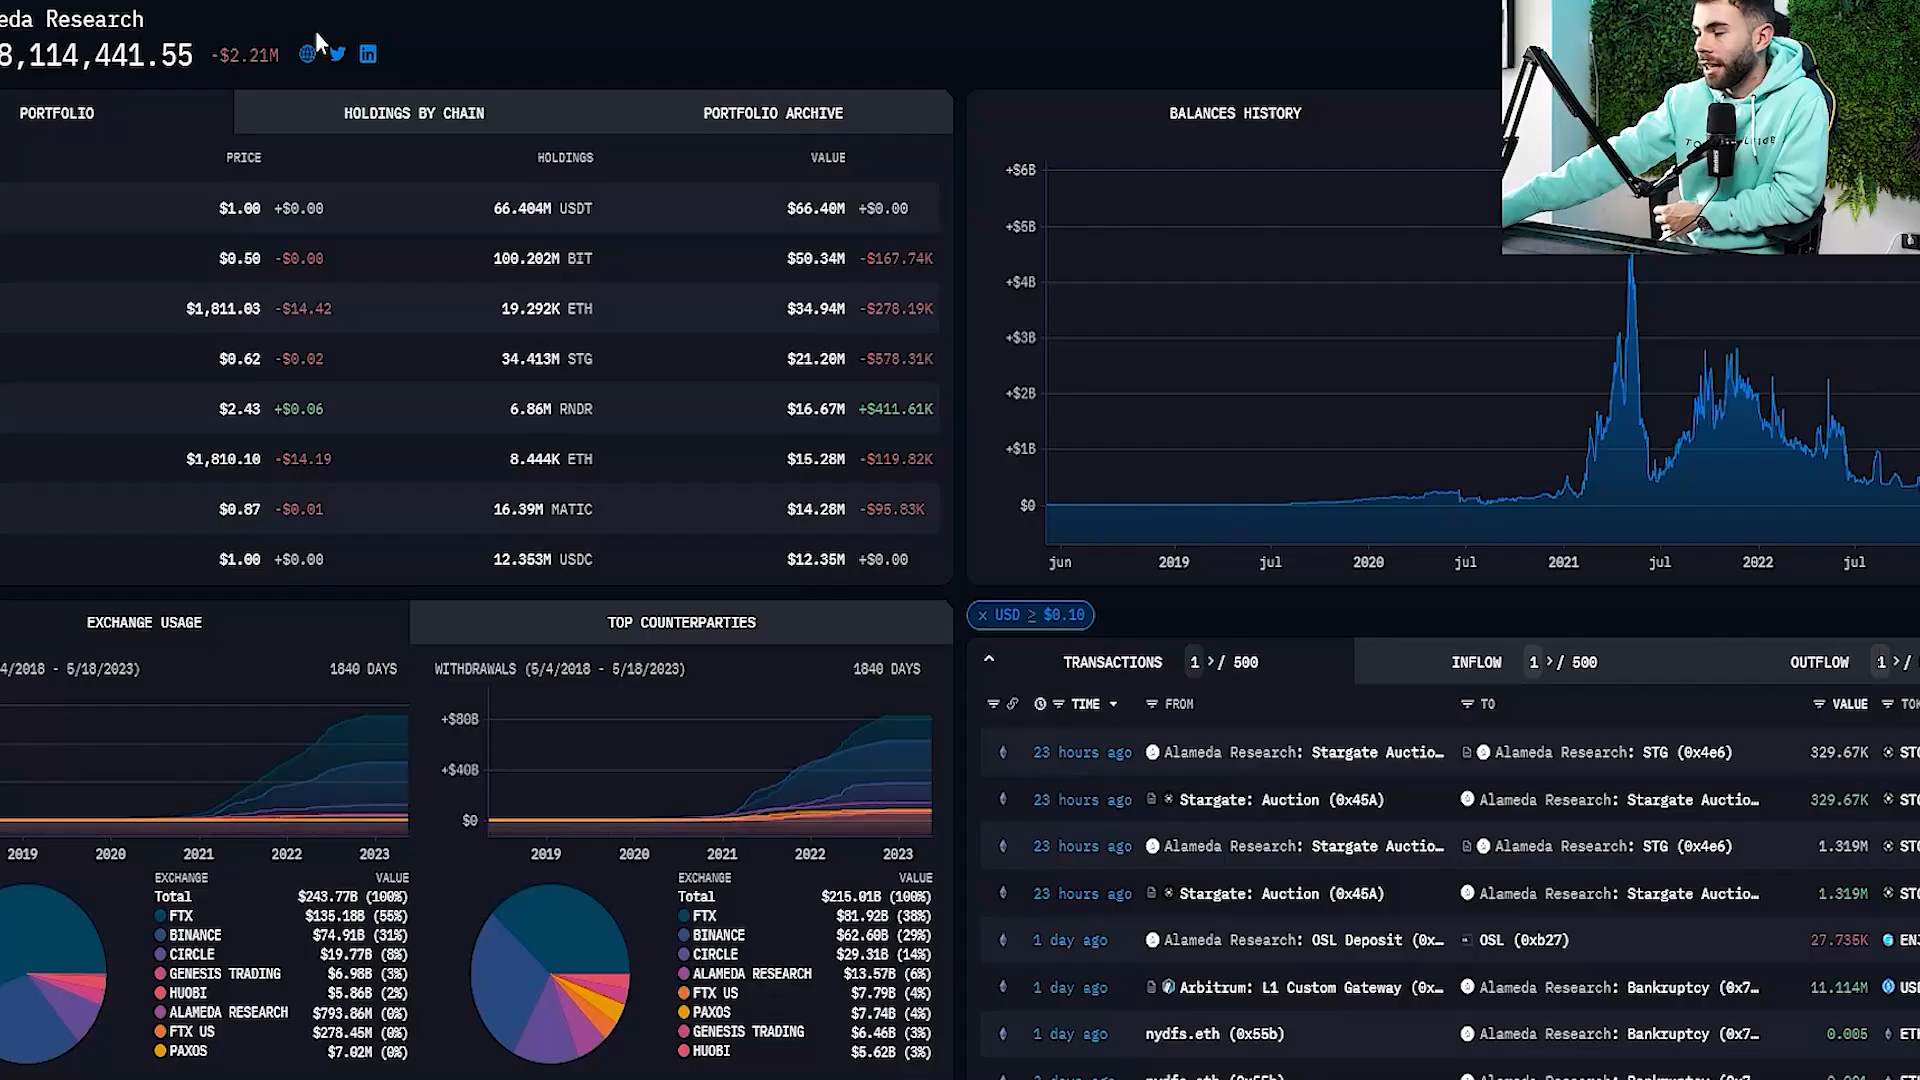 eda Research
8,114,441.55 -$2.21M
PORTFOLIO HOLDINGS BY CHAIN PORTFOLIO ARCHIVE
PRICE HOLDINGS VALUE
$1.00 +$0.00 66.404M USDT $66.40M +$0.00
$0.50 -$0.00 100.202M BIT $50.34M -$167.74K
$1,811.03 -$14.42 19.292K ETH $34.94M -$278.19K
$0.62 -$0.02 34.413M STG $21.20M -$578.31K
$2.43 +$0.06 6.86M RNDR $16.67M +$411.61K
$1,810.10 -$14.19 8.444K ETH $15.28M -$119.82K
$0.87 -$0.01 16.39M MATIC $14.28M -$95.83K
$1.00 +$0.00 12.353M USDC $12.35M +$0.00
BALANCES HISTORY
+$6B
+$5B
+$4B
+$3B
+$2B
+$1B
$0
jun 2019 jul 2020 jul 2021 jul 2022 jul
EXCHANGE USAGE TOP COUNTERPARTIES
4/2018 - 5/18/2023) 1840 DAYS
2019 2020 2021 2022 2023
EXCHANGE VALUE
Total $243.77B (100%)
FTX $135.18B (55%)
BINANCE $74.91B (31%)
CIRCLE $19.77B (8%)
GENESIS TRADING $6.98B (3%)
HUOBI $5.86B (2%)
ALAMEDA RESEARCH $793.86M (0%)
FTX US $278.45M (0%)
PAXOS $7.02M (0%)
WITHDRAWALS (5/4/2018 - 5/18/2023) 1840 DAYS
+$80B
+$40B
$0
2019 2020 2021 2022 2023
EXCHANGE VALUE
Total $215.01B (100%)
FTX $81.92B (38%)
BINANCE $62.60B (29%)
CIRCLE $29.31B (14%)
ALAMEDA RESEARCH $13.57B (6%)
FTX US $7.79B (4%)
PAXOS $7.74B (4%)
GENESIS TRADING $6.46B (3%)
HUOBI $5.62B (3%)
× USD ≥ $0.10
TRANSACTIONS 1 > / 500 INFLOW 1 > / 500 OUTFLOW 1 > /
TIME FROM TO VALUE TO
23 hours ago Alameda Research: Stargate Auctio… Alameda Research: STG (0x4e6) 329.67K ST
23 hours ago Stargate: Auction (0x45A) Alameda Research: Stargate Auctio… 329.67K ST
23 hours ago Alameda Research: Stargate Auctio… Alameda Research: STG (0x4e6) 1.319M ST
23 hours ago Stargate: Auction (0x45A) Alameda Research: Stargate Auctio… 1.319M ST
1 day ago Alameda Research: OSL Deposit (0x… OSL (0xb27) 27.735K EN
1 day ago Arbitrum: L1 Custom Gateway (0x… Alameda Research: Bankruptcy (0x7… 11.114M US
1 day ago nydfs.eth (0x55b) Alameda Research: Bankruptcy (0x7… 0.005 ET